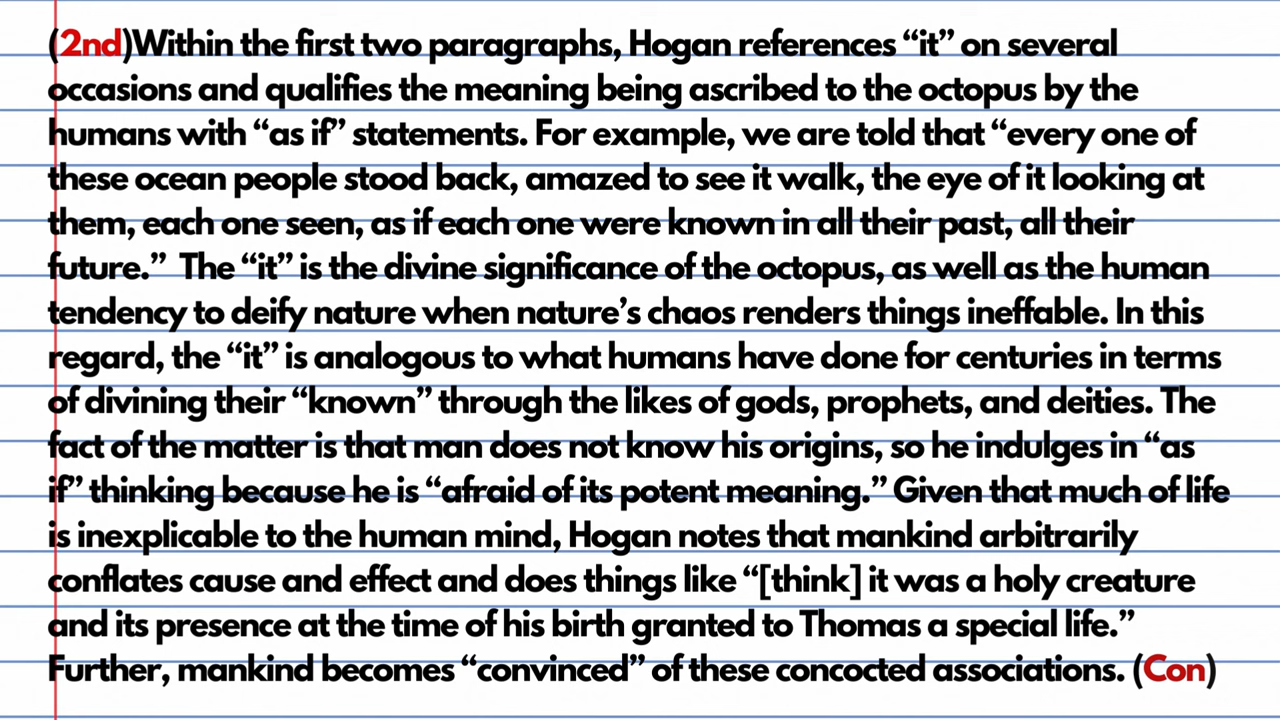 (2nd)Within the first two paragraphs, Hogan references “it” on several
occasions and qualifies the meaning being ascribed to the octopus by the
humans with “as if” statements. For example, we are told that “every one of
these ocean people stood back, amazed to see it walk, the eye of it looking at
them, each one seen, as if each one were known in all their past, all their
future.”  The “it” is the divine significance of the octopus, as well as the human
tendency to deify nature when nature’s chaos renders things ineffable. In this
regard, the “it” is analogous to what humans have done for centuries in terms
of divining their “known” through the likes of gods, prophets, and deities. The
fact of the matter is that man does not know his origins, so he indulges in “as
if” thinking because he is “afraid of its potent meaning.” Given that much of life
is inexplicable to the human mind, Hogan notes that mankind arbitrarily
conflates cause and effect and does things like “[think] it was a holy creature
and its presence at the time of his birth granted to Thomas a special life.”
Further, mankind becomes “convinced” of these concocted associations. (Con)